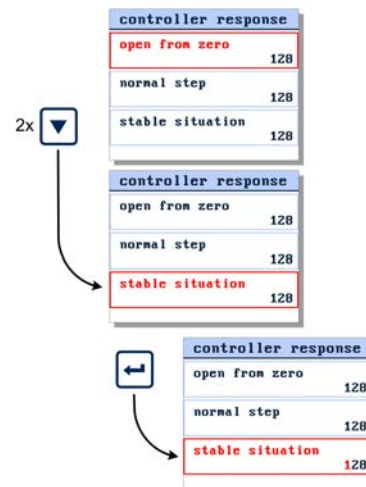 controller response
open from zero
128
normal step
128
stable situation
128
2x
controller response
open from zero
128
normal step
128
stable situation
128
controller response
open from zero
128
normal step
128
stable situation
128